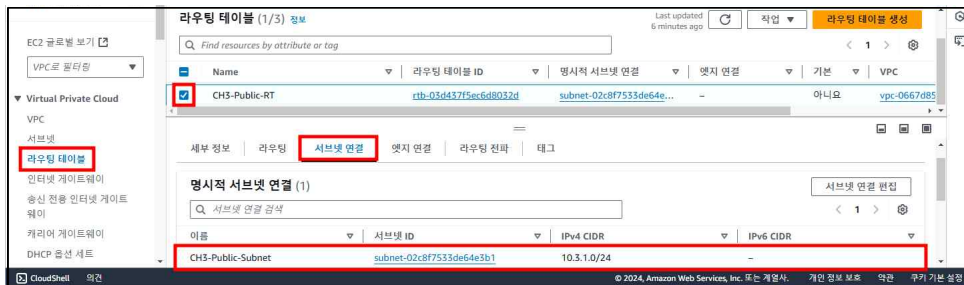 EC2 글로벌 보기
VPC로 필터링
Virtual Private Cloud
VPC
서브넷
라우팅 테이블
인터넷 게이트웨이
송신 전용 인터넷 게이트
웨이
캐리어 게이트웨이
DHCP 옵션 세트
라우팅 테이블 (1/3) 정보
Last updated
6 minutes ago
작업
라우팅 테이블 생성
Find resources by attribute or tag
1
Name 라우팅 테이블 ID 명시적 서브넷 연결 엣지 연결 기본 VPC
CH3-Public-RT rtb-03d437f5ec6d8032d subnet-02c8f7533de64e... – 아니요 vpc-0667d85
세부 정보 라우팅 서브넷 연결 엣지 연결 라우팅 전파 태그
명시적 서브넷 연결 (1)
서브넷 연결 편집
서브넷 연결 검색
1
이름 서브넷 ID IPv4 CIDR IPv6 CIDR
CH3-Public-Subnet subnet-02c8f7533de64e3b1 10.3.1.0/24 –
CloudShell 의견 © 2024, Amazon Web Services, Inc. 또는 계열사. 개인 정보 보호 약관 쿠키 기본 설정